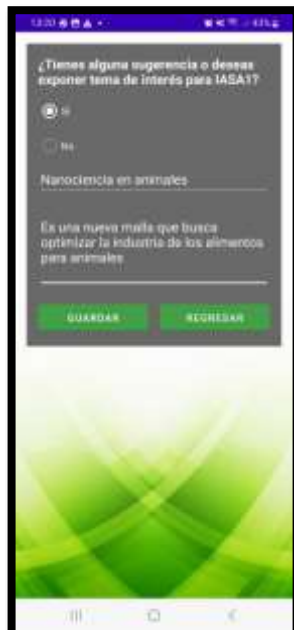 ¿Tienes alguna sugerencia o deseas
exponer tema de interés para IASA1?
Si
No
Nanociencia en animales
Es una nueva malla que busca
optimizar la industria de los alimentos
para animales
GUARDAR
REGRESAR